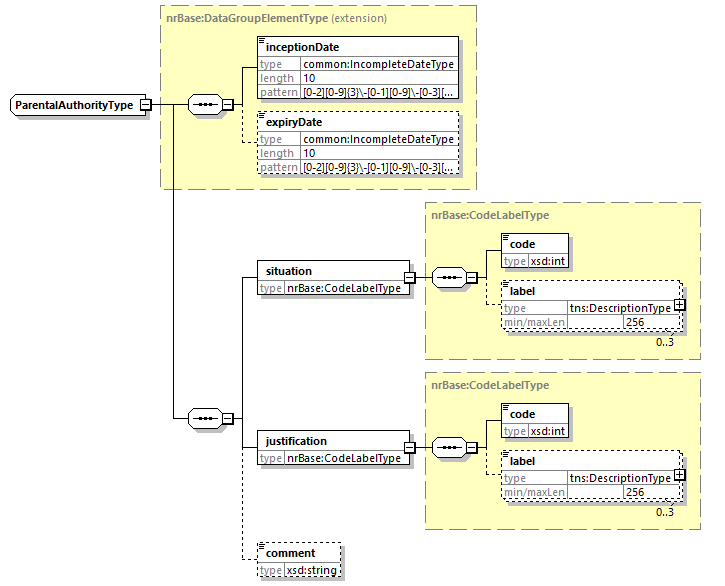 nrBase:DataGroupElementType (extension)
inceptionDate
type common:IncompleteDateType
length 10
pattern [0-2][0-9]{3}\-[0-1][0-9]\-[0-3][...
ParentalAuthorityType
expiryDate
type common:IncompleteDateType
length 10
pattern [0-2][0-9]{3}\-[0-1][0-9]\-[0-3][...
nrBase:CodeLabelType
code
type xsd:int
situation
type nrBase:CodeLabelType
label
type tns:DescriptionType
min/maxLen 256
0..3
nrBase:CodeLabelType
code
type xsd:int
justification
type nrBase:CodeLabelType
label
type tns:DescriptionType
min/maxLen 256
0..3
comment
type xsd:string